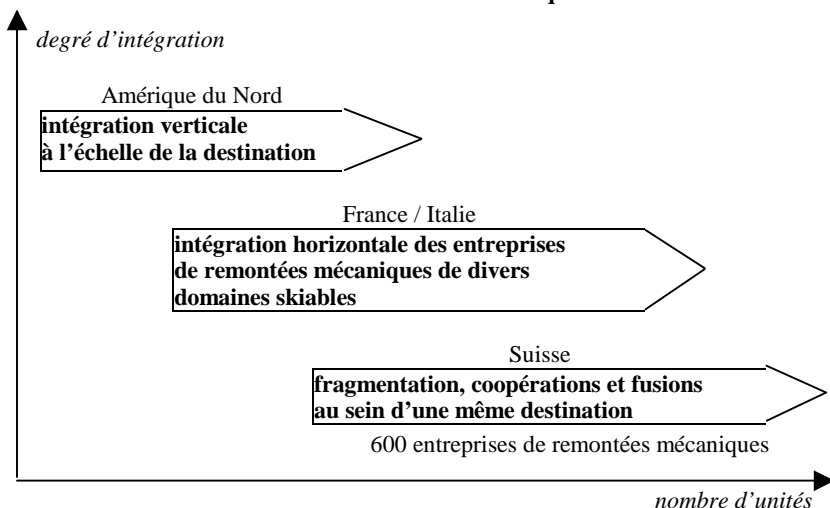 degré d'intégration
Amérique du Nord
intégration verticale
à l'échelle de la destination
France / Italie
intégration horizontale des entreprises
de remontées mécaniques de divers
domaines skiables
Suisse
fragmentation, coopérations et fusions
au sein d'une même destination
600 entreprises de remontées mécaniques
nombre d'unités